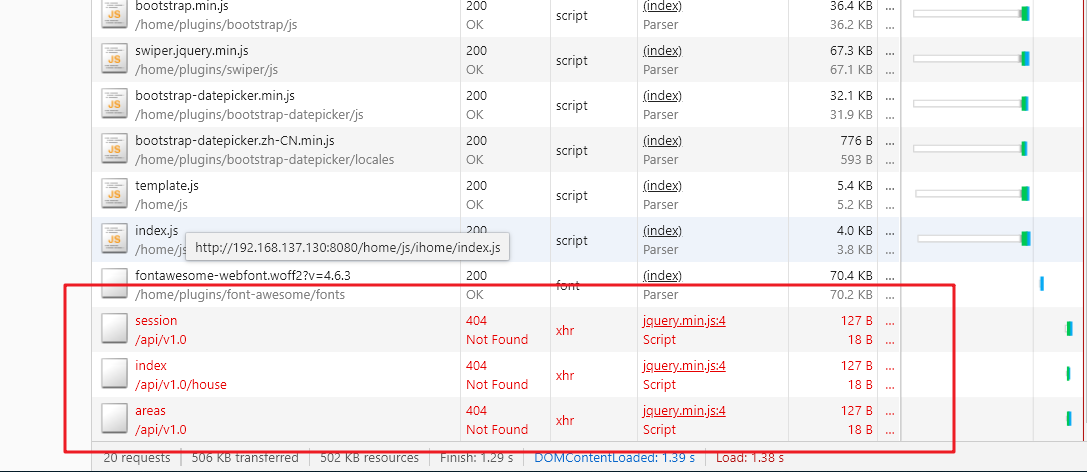 bootstrap.min.js 200 script (index) 36.4 KB ...
/home/plugins/bootstrap/js OK Parser 36.2 KB
swiper.jquery.min.js 200 script (index) 67.3 KB ...
/home/plugins/swiper/js OK Parser 67.1 KB
bootstrap-datepicker.min.js 200 script (index) 32.1 KB ...
/home/plugins/bootstrap-datepicker/js OK Parser 31.9 KB
bootstrap-datepicker.zh-CN.min.js 200 script (index) 776 B ...
/home/plugins/bootstrap-datepicker/locales OK Parser 593 B
template.js 200 script (index) 5.4 KB ...
/home/js OK Parser 5.2 KB
index.js 200 script (index) 4.0 KB ...
/home/js http://192.168.137.130:8080/home/js/ihome/index.js Parser 3.8 KB
fontawesome-webfont.woff2?v=4.6.3 200 font (index) 70.4 KB ...
/home/plugins/font-awesome/fonts OK Parser 70.2 KB
session 404 xhr jquery.min.js:4 127 B ...
/api/v1.0 Not Found Script 18 B
index 404 xhr jquery.min.js:4 127 B ...
/api/v1.0/house Not Found Script 18 B
areas 404 xhr jquery.min.js:4 127 B ...
/api/v1.0 Not Found Script 18 B
20 requests 506 KB transferred 502 KB resources Finish: 1.29 s DOMContentLoaded: 1.39 s Load: 1.38 s